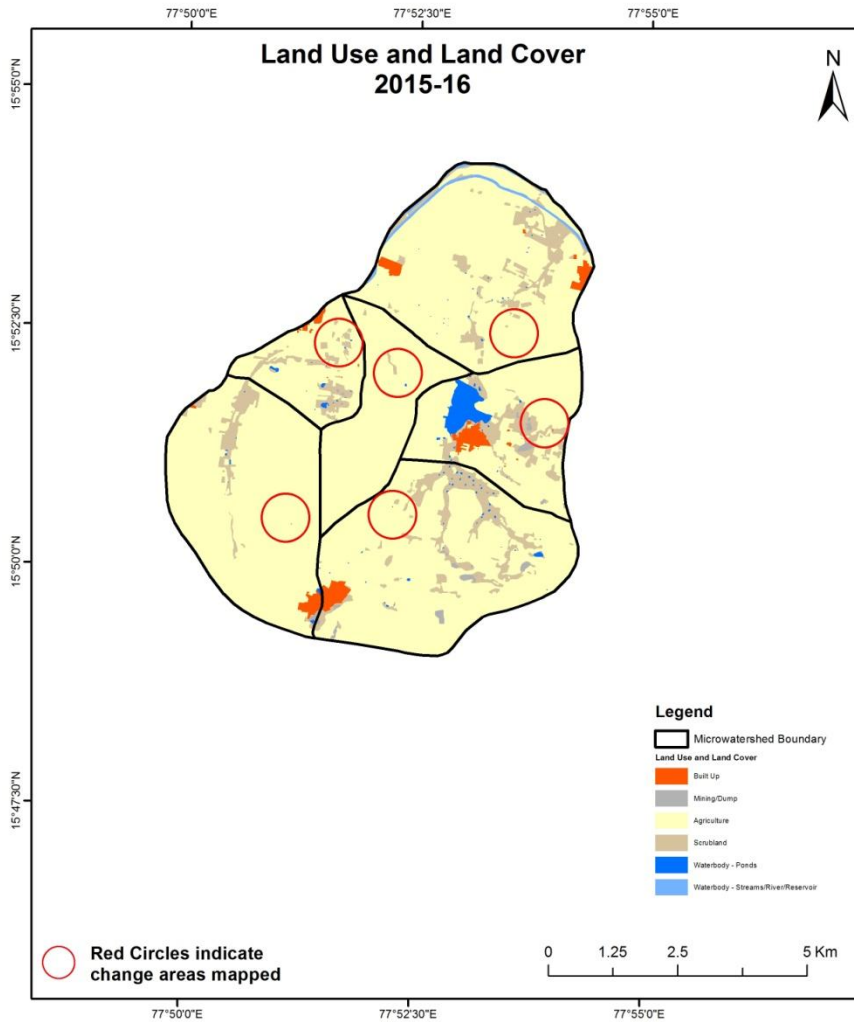 77°50'0"E
77°52'30"E
77°55'0"E
Land Use and Land Cover
2015-16
N
15°55'0"N
15°52'30"N
15°50'0"N
15°47'30"N
Legend
Microwatershed Boundary
Land Use and Land Cover
Built Up
Mining/Dump
Agriculture
Scrubland
Waterbody - Ponds
Waterbody - Streams/River/Reservoir
Red Circles indicate
change areas mapped
0 1.25 2.5 5 Km
77°50'0"E
77°52'30"E
77°55'0"E